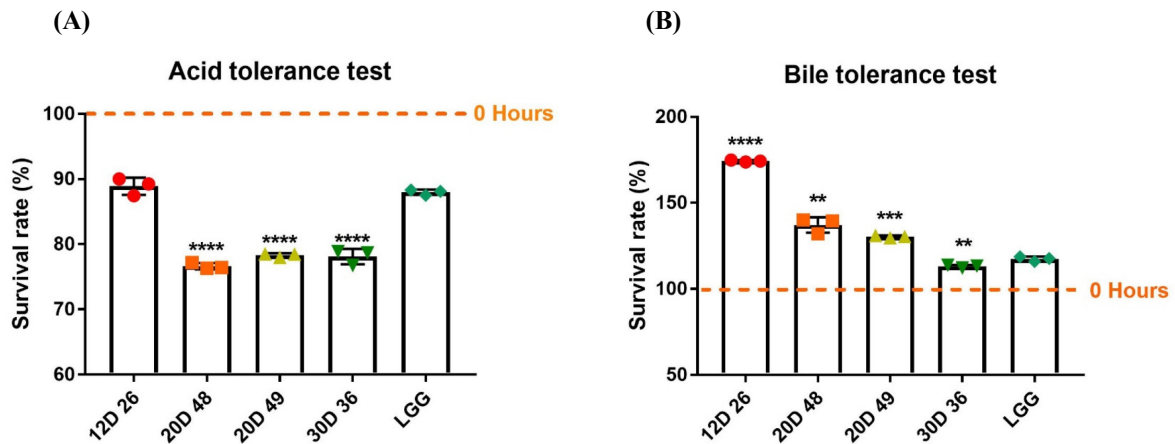 (A)
Acid tolerance test
Survival rate (%)
100
90
80
70
60
0 Hours
****
****
****
12D 26
20D 48
20D 49
30D 36
LGG
(B)
Bile tolerance test
Survival rate (%)
200
150
100
50
0 Hours
****
**
***
**
12D 26
20D 48
20D 49
30D 36
LGG